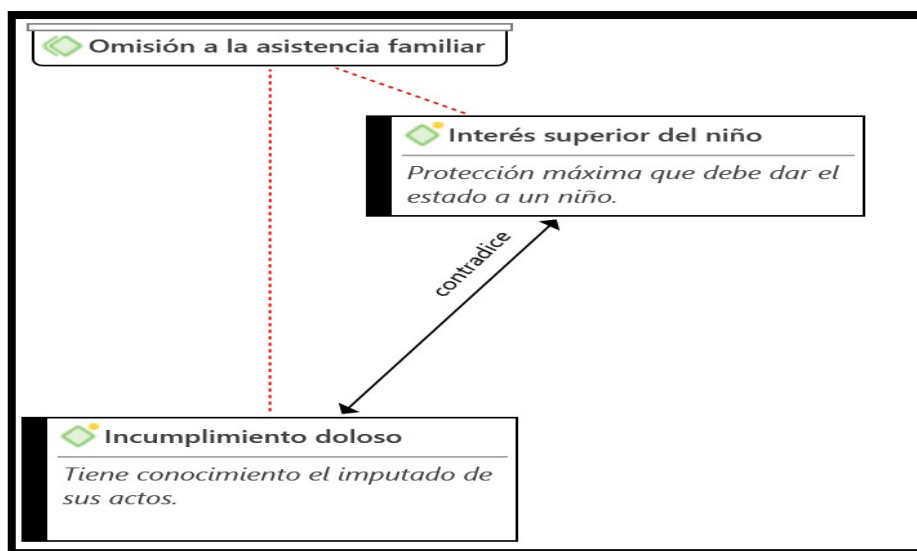 Omisión a la asistencia familiar
Interés superior del niño
Protección máxima que debe dar el
estado a un niño.
contradice
Incumplimiento doloso
Tiene conocimiento el imputado de
sus actos.